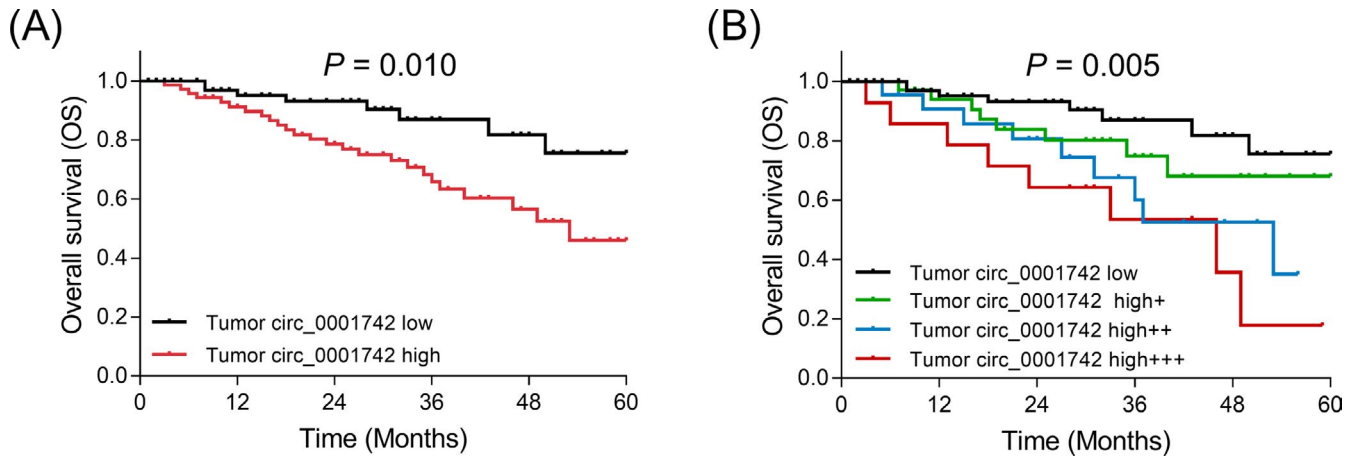 (A)
P = 0.010
Overall survival (OS)
1.0
0.8
0.6
0.4
0.2
0.0
Tumor circ_0001742 low
Tumor circ_0001742 high
0 12 24 36 48 60
Time (Months)
(B)
P = 0.005
Overall survival (OS)
1.0
0.8
0.6
0.4
0.2
0.0
Tumor circ_0001742 low
Tumor circ_0001742 high+
Tumor circ_0001742 high++
Tumor circ_0001742 high+++
0 12 24 36 48 60
Time (Months)